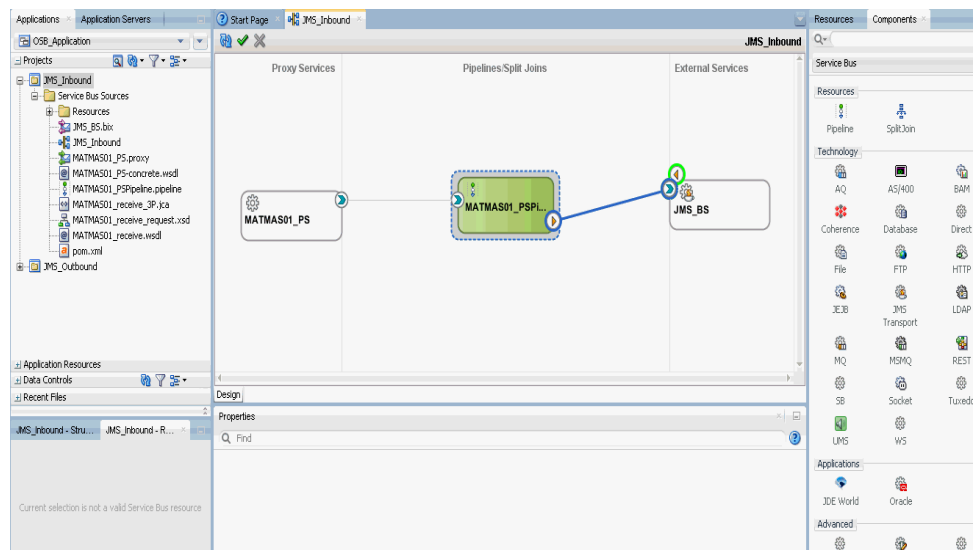 Applications
Application Servers
Start Page
JMS_Inbound
Resources
Components
OSB_Application
JMS_Inbound
Projects
Service Bus
JMS_Inbound
Service Bus Sources
Resources
JMS_BS.bix
JMS_Inbound
MATMAS01_PS.proxy
MATMAS01_PS-concrete.wsdl
MATMAS01_PSPipeline.pipeline
MATMAS01_receive_3P.jca
MATMAS01_receive_request.xsd
MATMAS01_receive.wsdl
pom.xml
JMS_Outbound
Application Resources
Data Controls
Recent Files
JMS_Inbound - Stru...
JMS_Inbound - R...
Current selection is not a valid Service Bus resource
Proxy Services
Pipelines/Split Joins
External Services
MATMAS01_PS
MATMAS01_PSPi...
JMS_BS
Design
Properties
Find
Resources
Pipeline
SplitJoin
Technology
AQ
AS/400
BAM
Coherence
Database
Direct
File
FTP
HTTP
JEJB
JMS
Transport
LDAP
MQ
MSMQ
REST
SB
Socket
Tuxedo
UMS
WS
Applications
JDE World
Oracle
Advanced